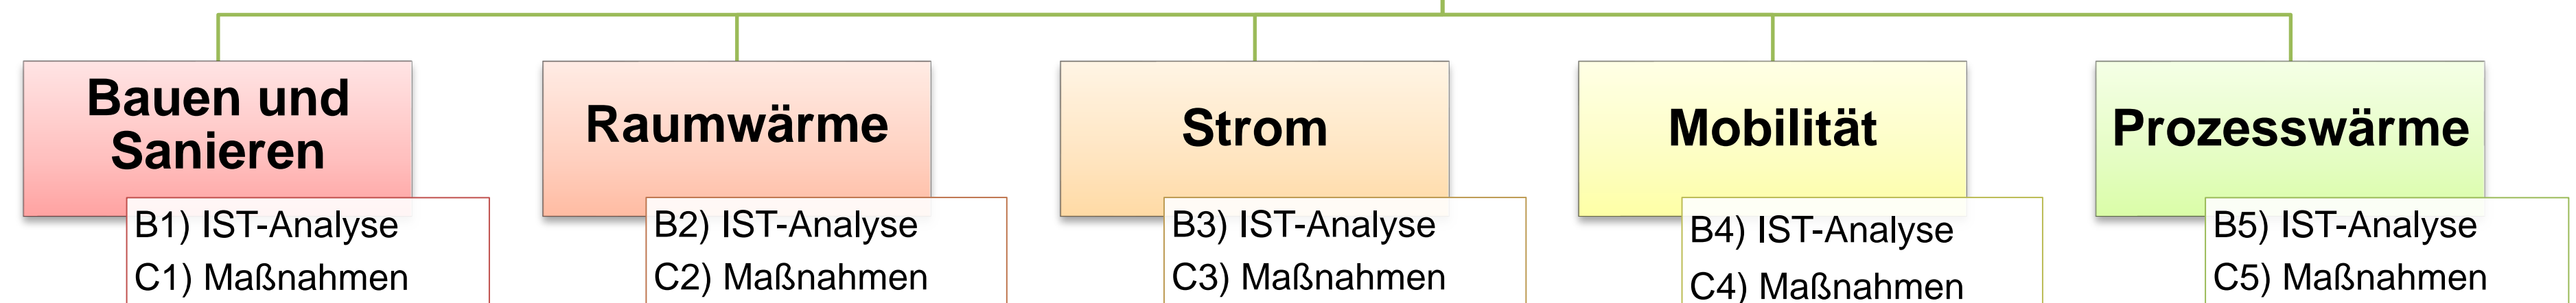 Bauen und
Sanieren
B1) IST-Analyse
C1) Maßnahmen
Raumwärme
B2) IST-Analyse
C2) Maßnahmen
Strom
B3) IST-Analyse
C3) Maßnahmen
Mobilität
B4) IST-Analyse
C4) Maßnahmen
Prozesswärme
B5) IST-Analyse
C5) Maßnahmen